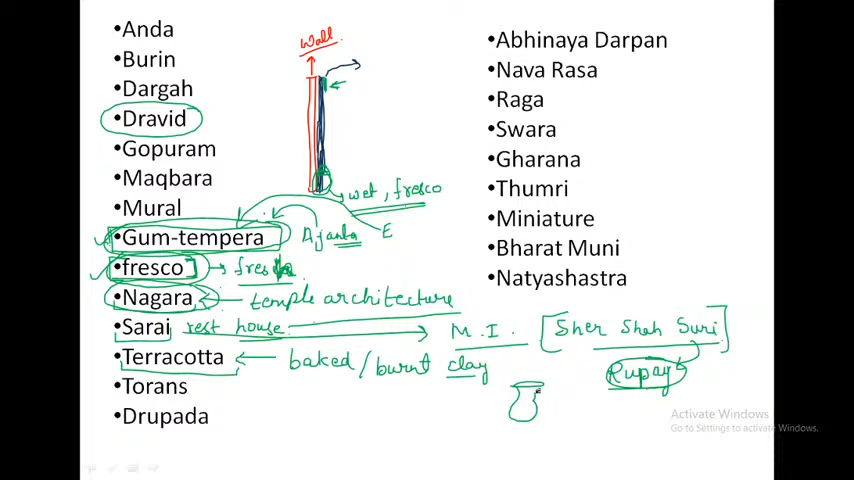 •Anda
•Burin
•Dargah
•Dravid
•Gopuram
•Maqbara
•Mural
•Gum-tempera
•fresco → fresh
•Nagara ← temple architecture
•Sarai rest house → M.I. [Sher Shah Suri]
•Terracotta ← baked/burnt clay
Rupay
•Torans
•Drupada
Wall
wet, fresco
Ajanta E
•Abhinaya Darpan
•Nava Rasa
•Raga
•Swara
•Gharana
•Thumri
•Miniature
•Bharat Muni
•Natyashastra
Activate Windows
Go to Settings to activate Windows.